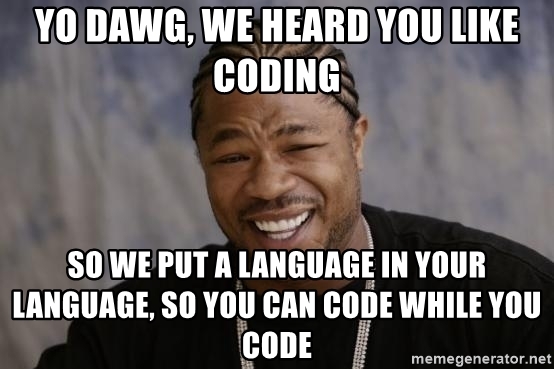 YO DAWG, WE HEARD YOU LIKE
CODING
SO WE PUT A LANGUAGE IN YOUR
LANGUAGE, SO YOU CAN CODE WHILE YOU
CODE
memegenerator.net